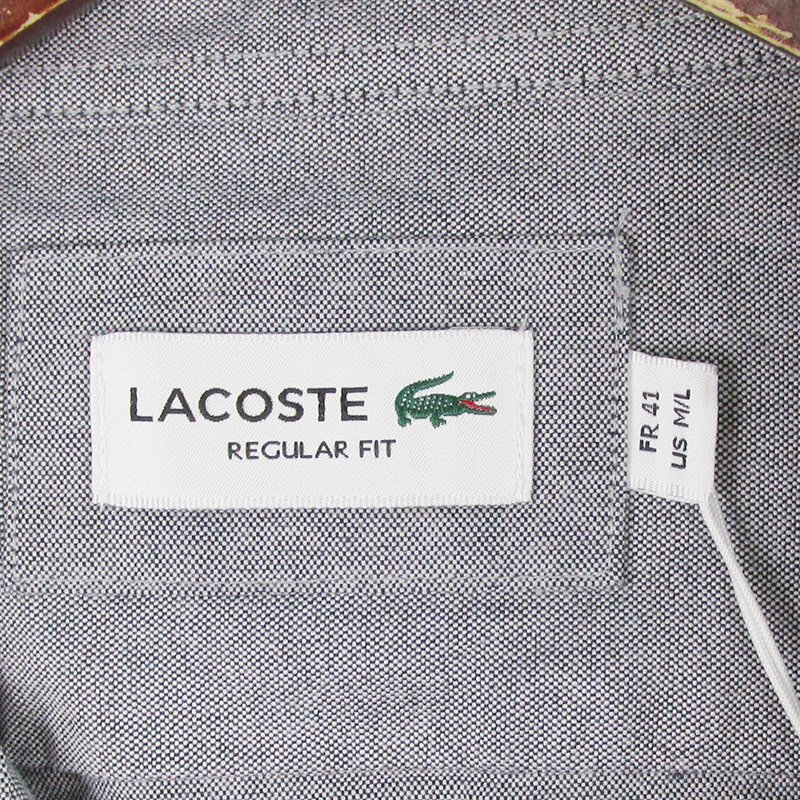 LACOSTE
REGULAR FIT
FR 41
US M/L